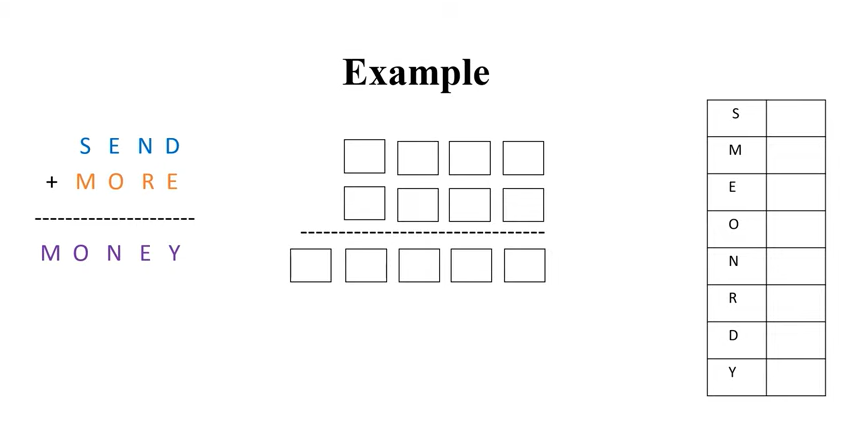 Example
S E N D
+ M O R E
--------------------
M O N E Y
S
M
E
O
N
R
D
Y